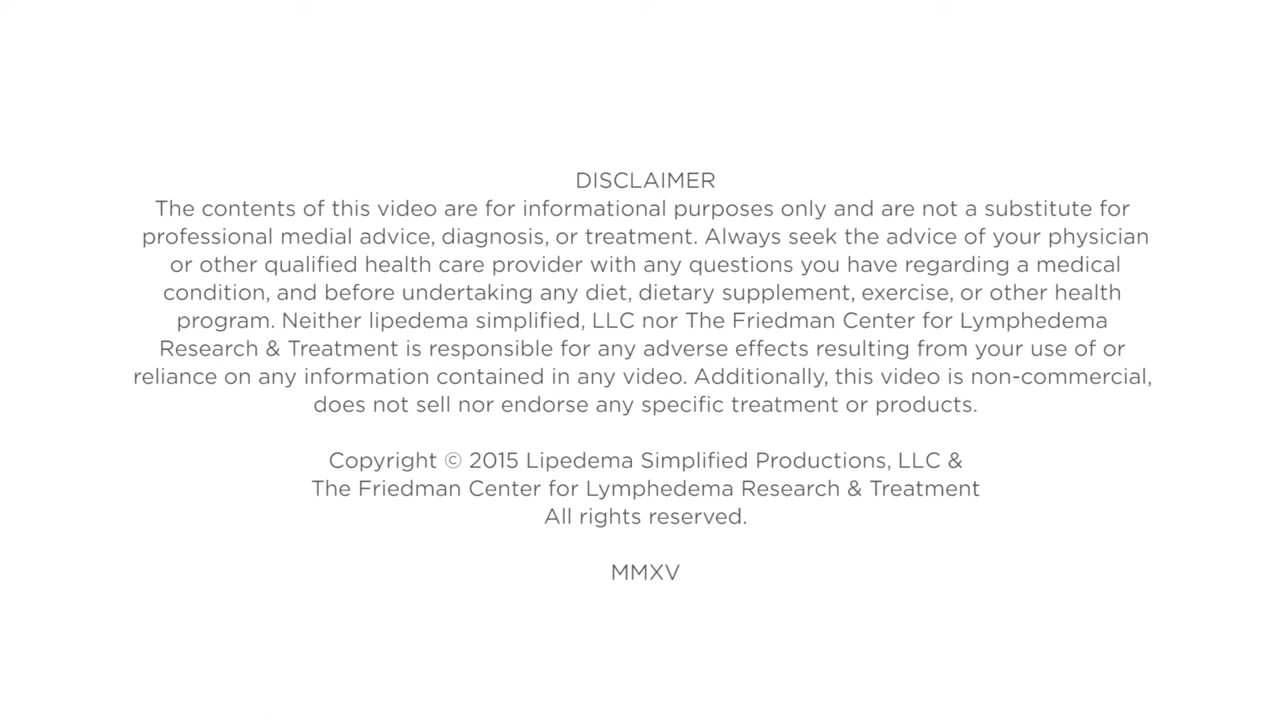 DISCLAIMER
The contents of this video are for informational purposes only and are not a substitute for
professional medial advice, diagnosis, or treatment. Always seek the advice of your physician
or other qualified health care provider with any questions you have regarding a medical
condition, and before undertaking any diet, dietary supplement, exercise, or other health
program. Neither lipedema simplified, LLC nor The Friedman Center for Lymphedema
Research & Treatment is responsible for any adverse effects resulting from your use of or
reliance on any information contained in any video. Additionally, this video is non-commercial,
does not sell nor endorse any specific treatment or products.
Copyright © 2015 Lipedema Simplified Productions, LLC &
The Friedman Center for Lymphedema Research & Treatment
All rights reserved.
MMXV